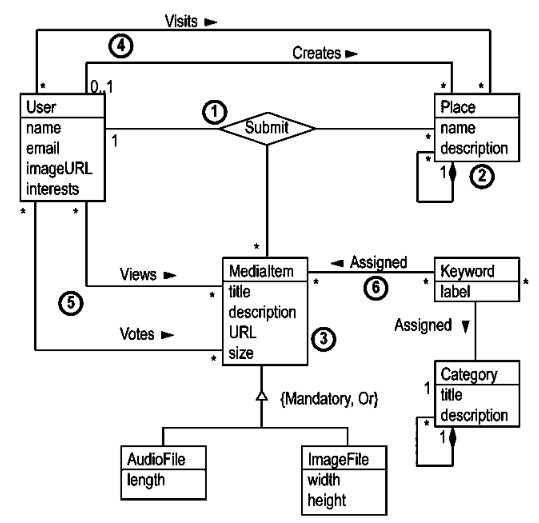 Visits ►
④
Creates ►
* 0..1 * *
User
name
email
imageURL
interests
①
Submit
1 *
Place
name
description
* 1
②
* * *
⑤
Views ►
*
Votes ►
*
MediaItem
title
description
URL
size
③
◄ Assigned
* ⑥ *
Keyword
label
*
Assigned ▼
{Mandatory, Or}
1
Category
title
description
* 1
AudioFile
length
ImageFile
width
height